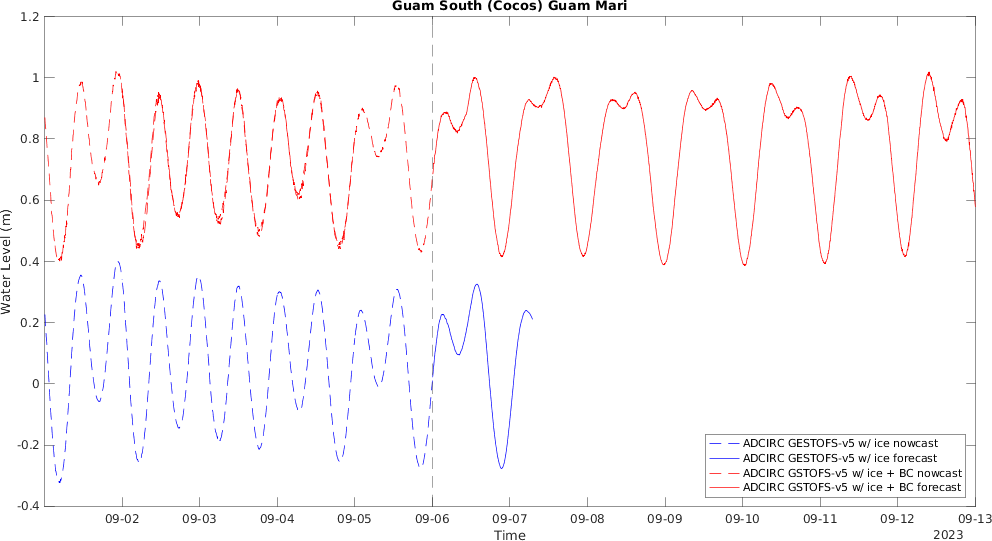 Guam South (Cocos) Guam Mari
1.2
1
0.8
0.6
0.4
0.2
0
-0.2
-0.4
Water Level (m)
ADCIRC GESTOFS-v5 w/ ice nowcast
ADCIRC GESTOFS-v5 w/ ice forecast
ADCIRC GSTOFS-v5 w/ ice + BC nowcast
ADCIRC GSTOFS-v5 w/ ice + BC forecast
09-02 09-03 09-04 09-05 09-06 09-07 09-08 09-09 09-10 09-11 09-12 09-13
Time
2023